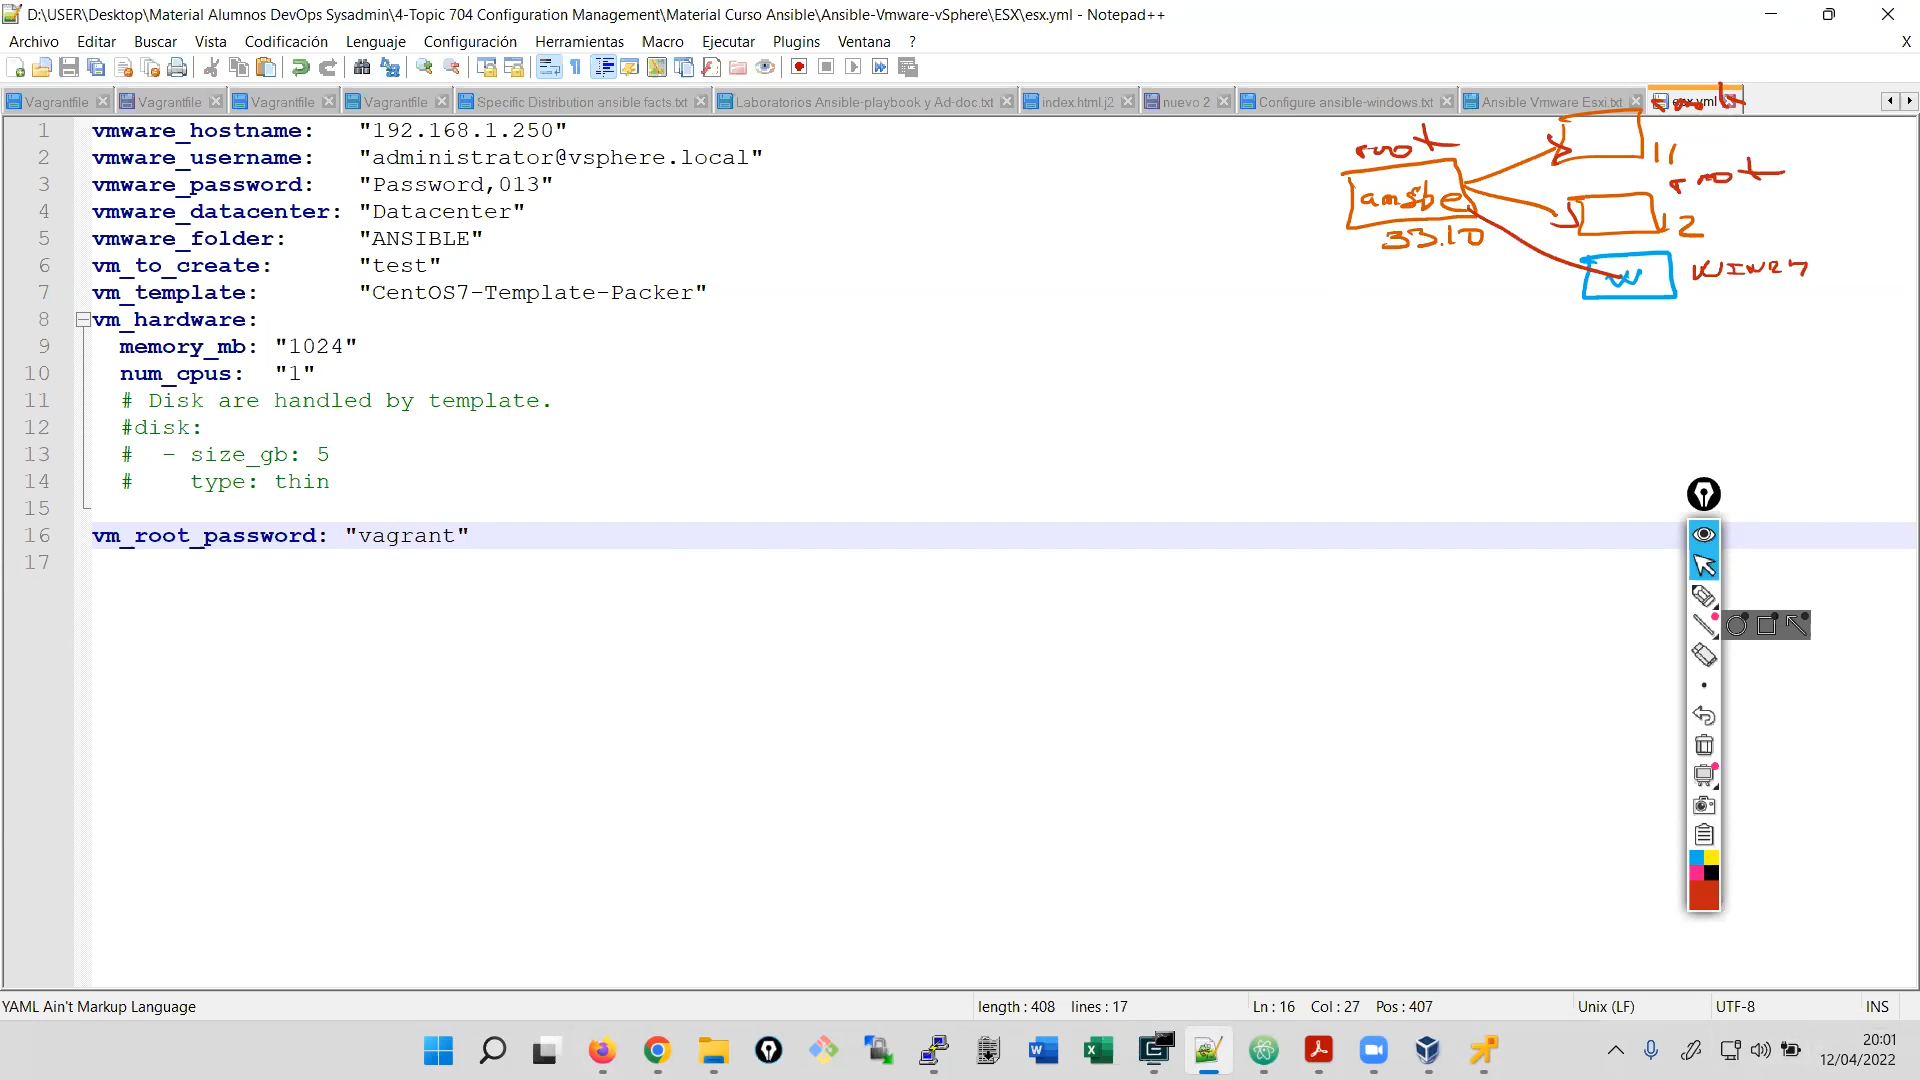 D:\USER\Desktop\Material Alumnos DevOps Sysadmin\4-Topic 704 Configuration Management\Material Curso Ansible\Ansible-Vmware-vSphere\ESX\esx.yml - Notepad++
Archivo Editar Buscar Vista Codificación Lenguaje Formato Configuración Herramientas Macro Ejecutar Plugins Ventana ? X
Vagrantfile Vagrantfile Vagrantfile Vagrantfile Specific Distribution ansible facts.txt Laboratorios Ansible-playbook y Ad-doc.txt index.html.j2 nuevo 2 Configure ansible-windows.txt Ansible Vmware Esxi.txt esx.yml
1 vmware_hostname: "192.168.1.250"
2 vmware_username: "administrator@vsphere.local"
3 vmware_password: "Password,013"
4 vmware_datacenter: "Datacenter"
5 vmware_folder: "ANSIBLE"
6 vm_to_create: "test"
7 vm_template: "CentOS7-Template-Packer"
8 vm_hardware:
9 memory_mb: "1024"
10 num_cpus: "1"
11 # Disk are handled by template.
12 #disk:
13 # - size_gb: 5
14 # type: thin
15
16 vm_root_password: "vagrant"
17
root
root
11
root
ansbe
33.10
12
W
YAML Ain't Markup Language length : 408 lines : 17 Ln : 16 Col : 27 Pos : 407 Unix (LF) UTF-8 INS
20:01
12/04/2022